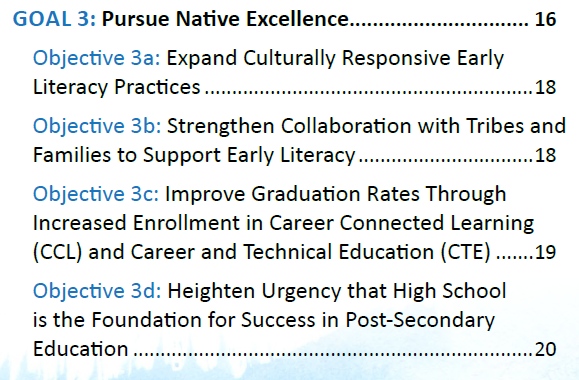 GOAL 3: Pursue Native Excellence............................... 16
Objective 3a: Expand Culturally Responsive Early
Literacy Practices ......................................................... 18
Objective 3b: Strengthen Collaboration with Tribes and
Families to Support Early Literacy.............................. 18
Objective 3c: Improve Graduation Rates Through
Increased Enrollment in Career Connected Learning
(CCL) and Career and Technical Education (CTE) .......19
Objective 3d: Heighten Urgency that High School
is the Foundation for Success in Post-Secondary
Education ..................................................................... 20